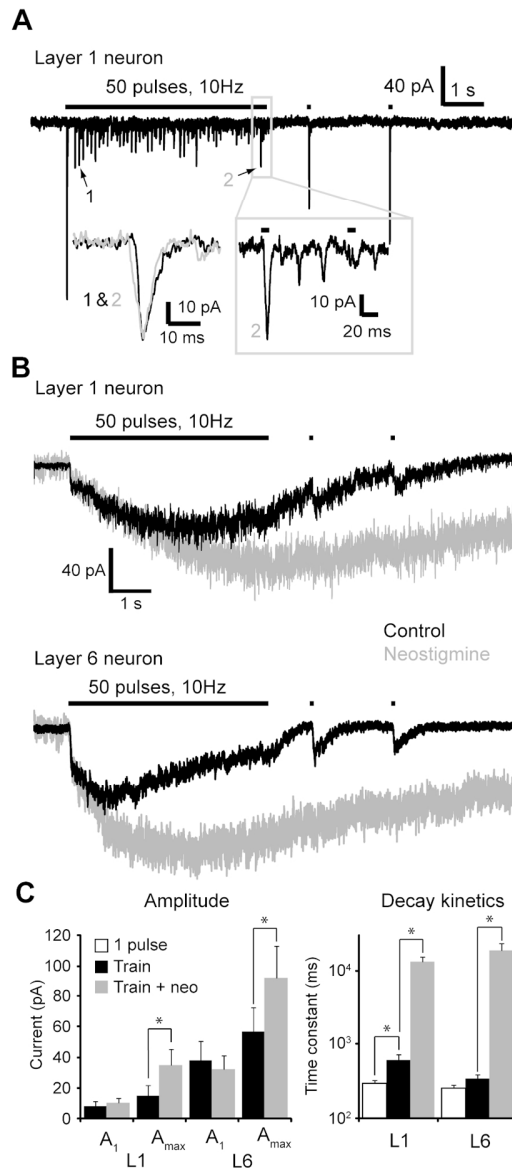 A
Layer 1 neuron
50 pulses, 10Hz
40 pA
1 s
1
2
1 & 2
10 pA
10 ms
2
10 pA
20 ms
B
Layer 1 neuron
50 pulses, 10Hz
40 pA
1 s
Control
Neostigmine
Layer 6 neuron
50 pulses, 10Hz
C
Amplitude
Current (pA)
120
100
80
60
40
20
0
1 pulse
Train
Train + neo
*
*
A1
Amax
A1
Amax
L1
L6
Decay kinetics
Time constant (ms)
10^4
10^3
10^2
*
*
*
L1
L6